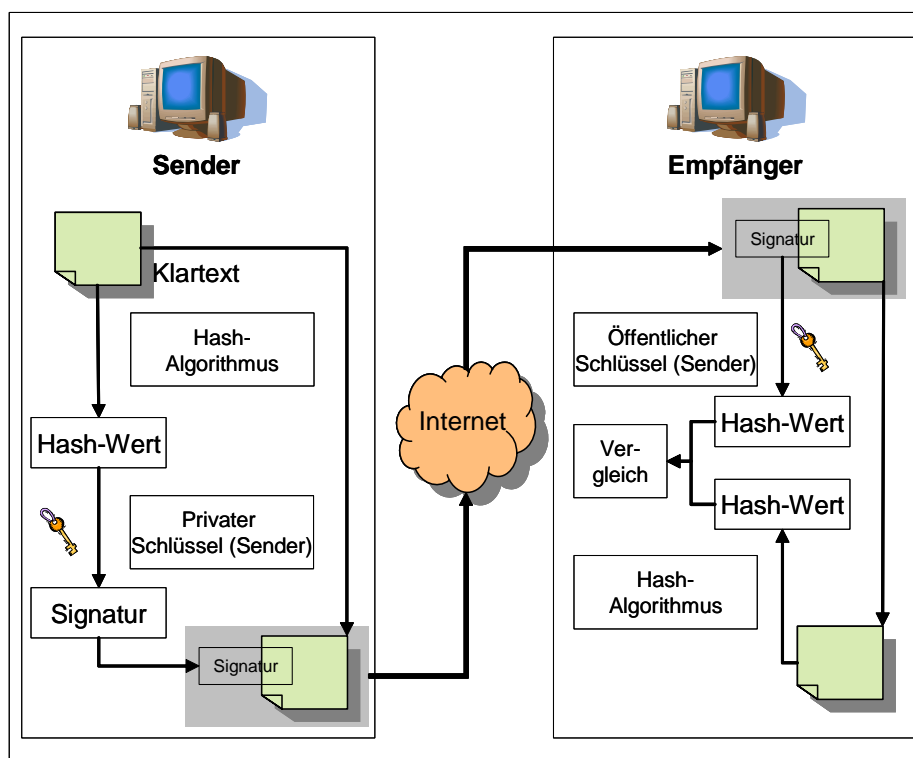 Sender
Klartext
Hash-
Algorithmus
Hash-Wert
Privater
Schlüssel (Sender)
Signatur
Signatur
Internet
Empfänger
Signatur
Öffentlicher
Schlüssel (Sender)
Hash-Wert
Ver-
gleich
Hash-Wert
Hash-
Algorithmus